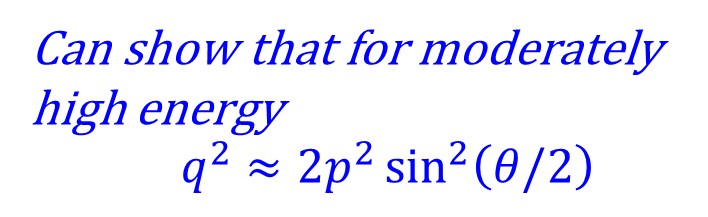 Can show that for moderately
high energy
q² ≈ 2p² sin²(θ/2)